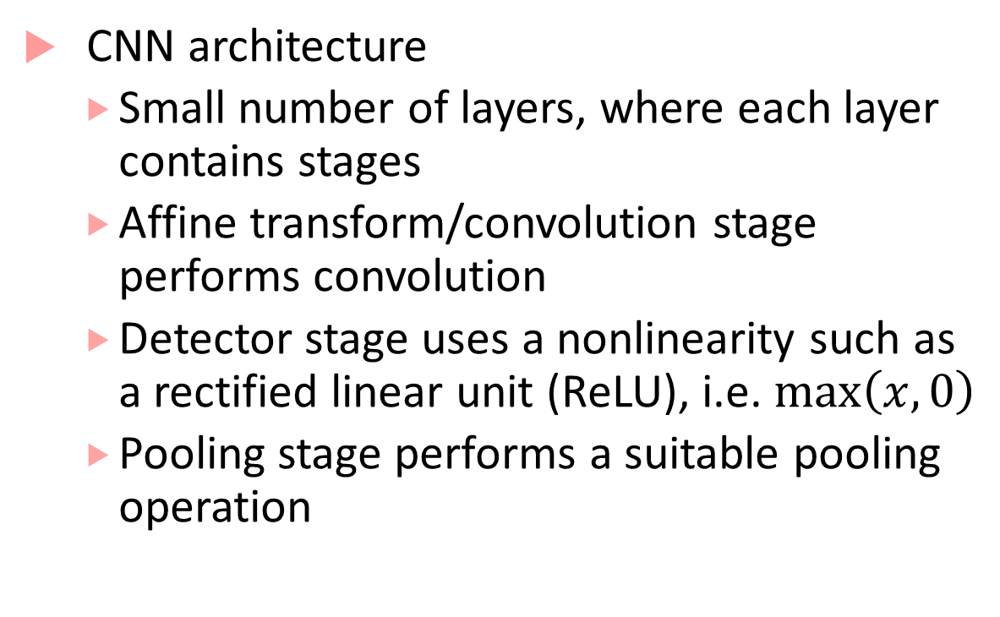 CNN architecture
Small number of layers, where each layer
contains stages
Affine transform/convolution stage
performs convolution
Detector stage uses a nonlinearity such as
a rectified linear unit (ReLU), i.e. max(x, 0)
Pooling stage performs a suitable pooling
operation